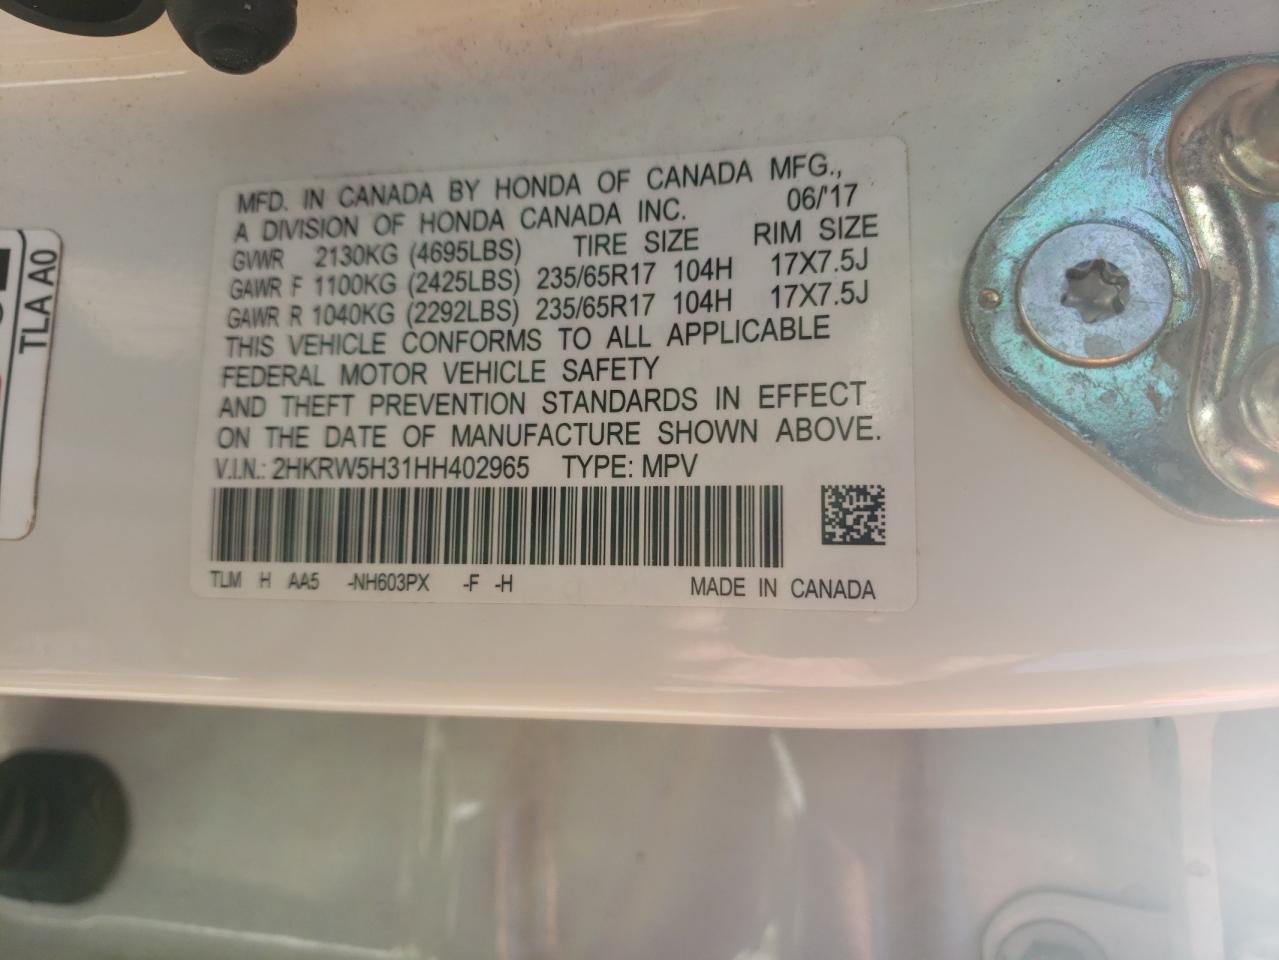 MFD. IN CANADA BY HONDA OF CANADA MFG.,
A DIVISION OF HONDA CANADA INC. 06/'17
GVWR 2130KG (4695LBS) TIRE SIZE RIM SIZE
GAWR F 1100KG (2425LBS) 235/65R17 104H 17X7.5J
GAWR R 1040KG (2292LBS) 235/65R17 104H 17X7.5J
THIS VEHICLE CONFORMS TO ALL APPLICABLE
FEDERAL MOTOR VEHICLE SAFETY
AND THEFT PREVENTION STANDARDS IN EFFECT
ON THE DATE OF MANUFACTURE SHOWN ABOVE.
V.I.N.: 2HKRW5H31HH402965 TYPE: MPV
TLM H AA5 -NH603PX -F -H MADE IN CANADA
TLA A0